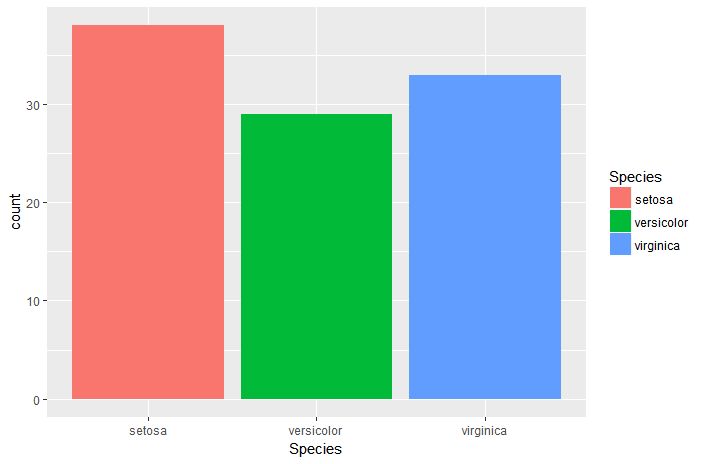 30
20
10
0
count
setosa
versicolor
virginica
Species
Species
setosa
versicolor
virginica